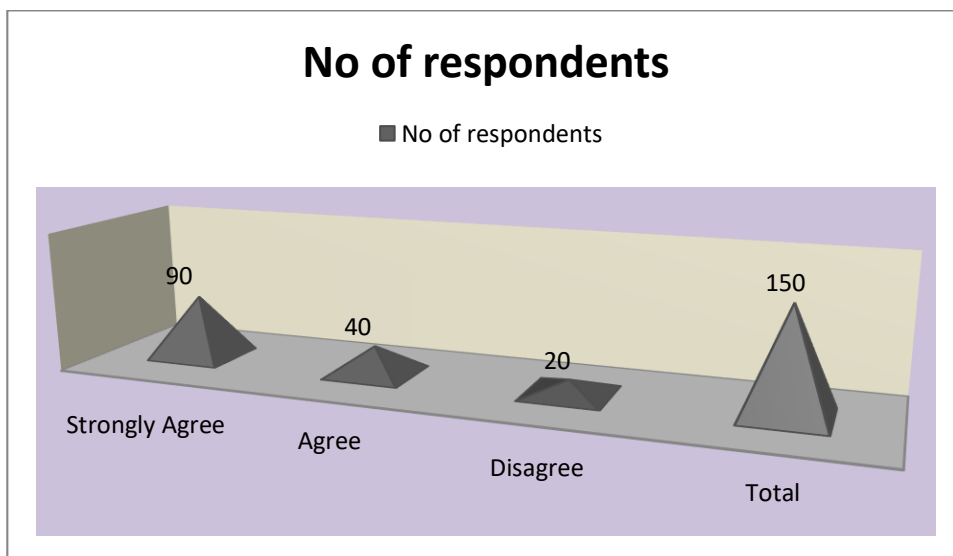 No of respondents
No of respondents
90
40
20
150
Strongly Agree
Agree
Disagree
Total